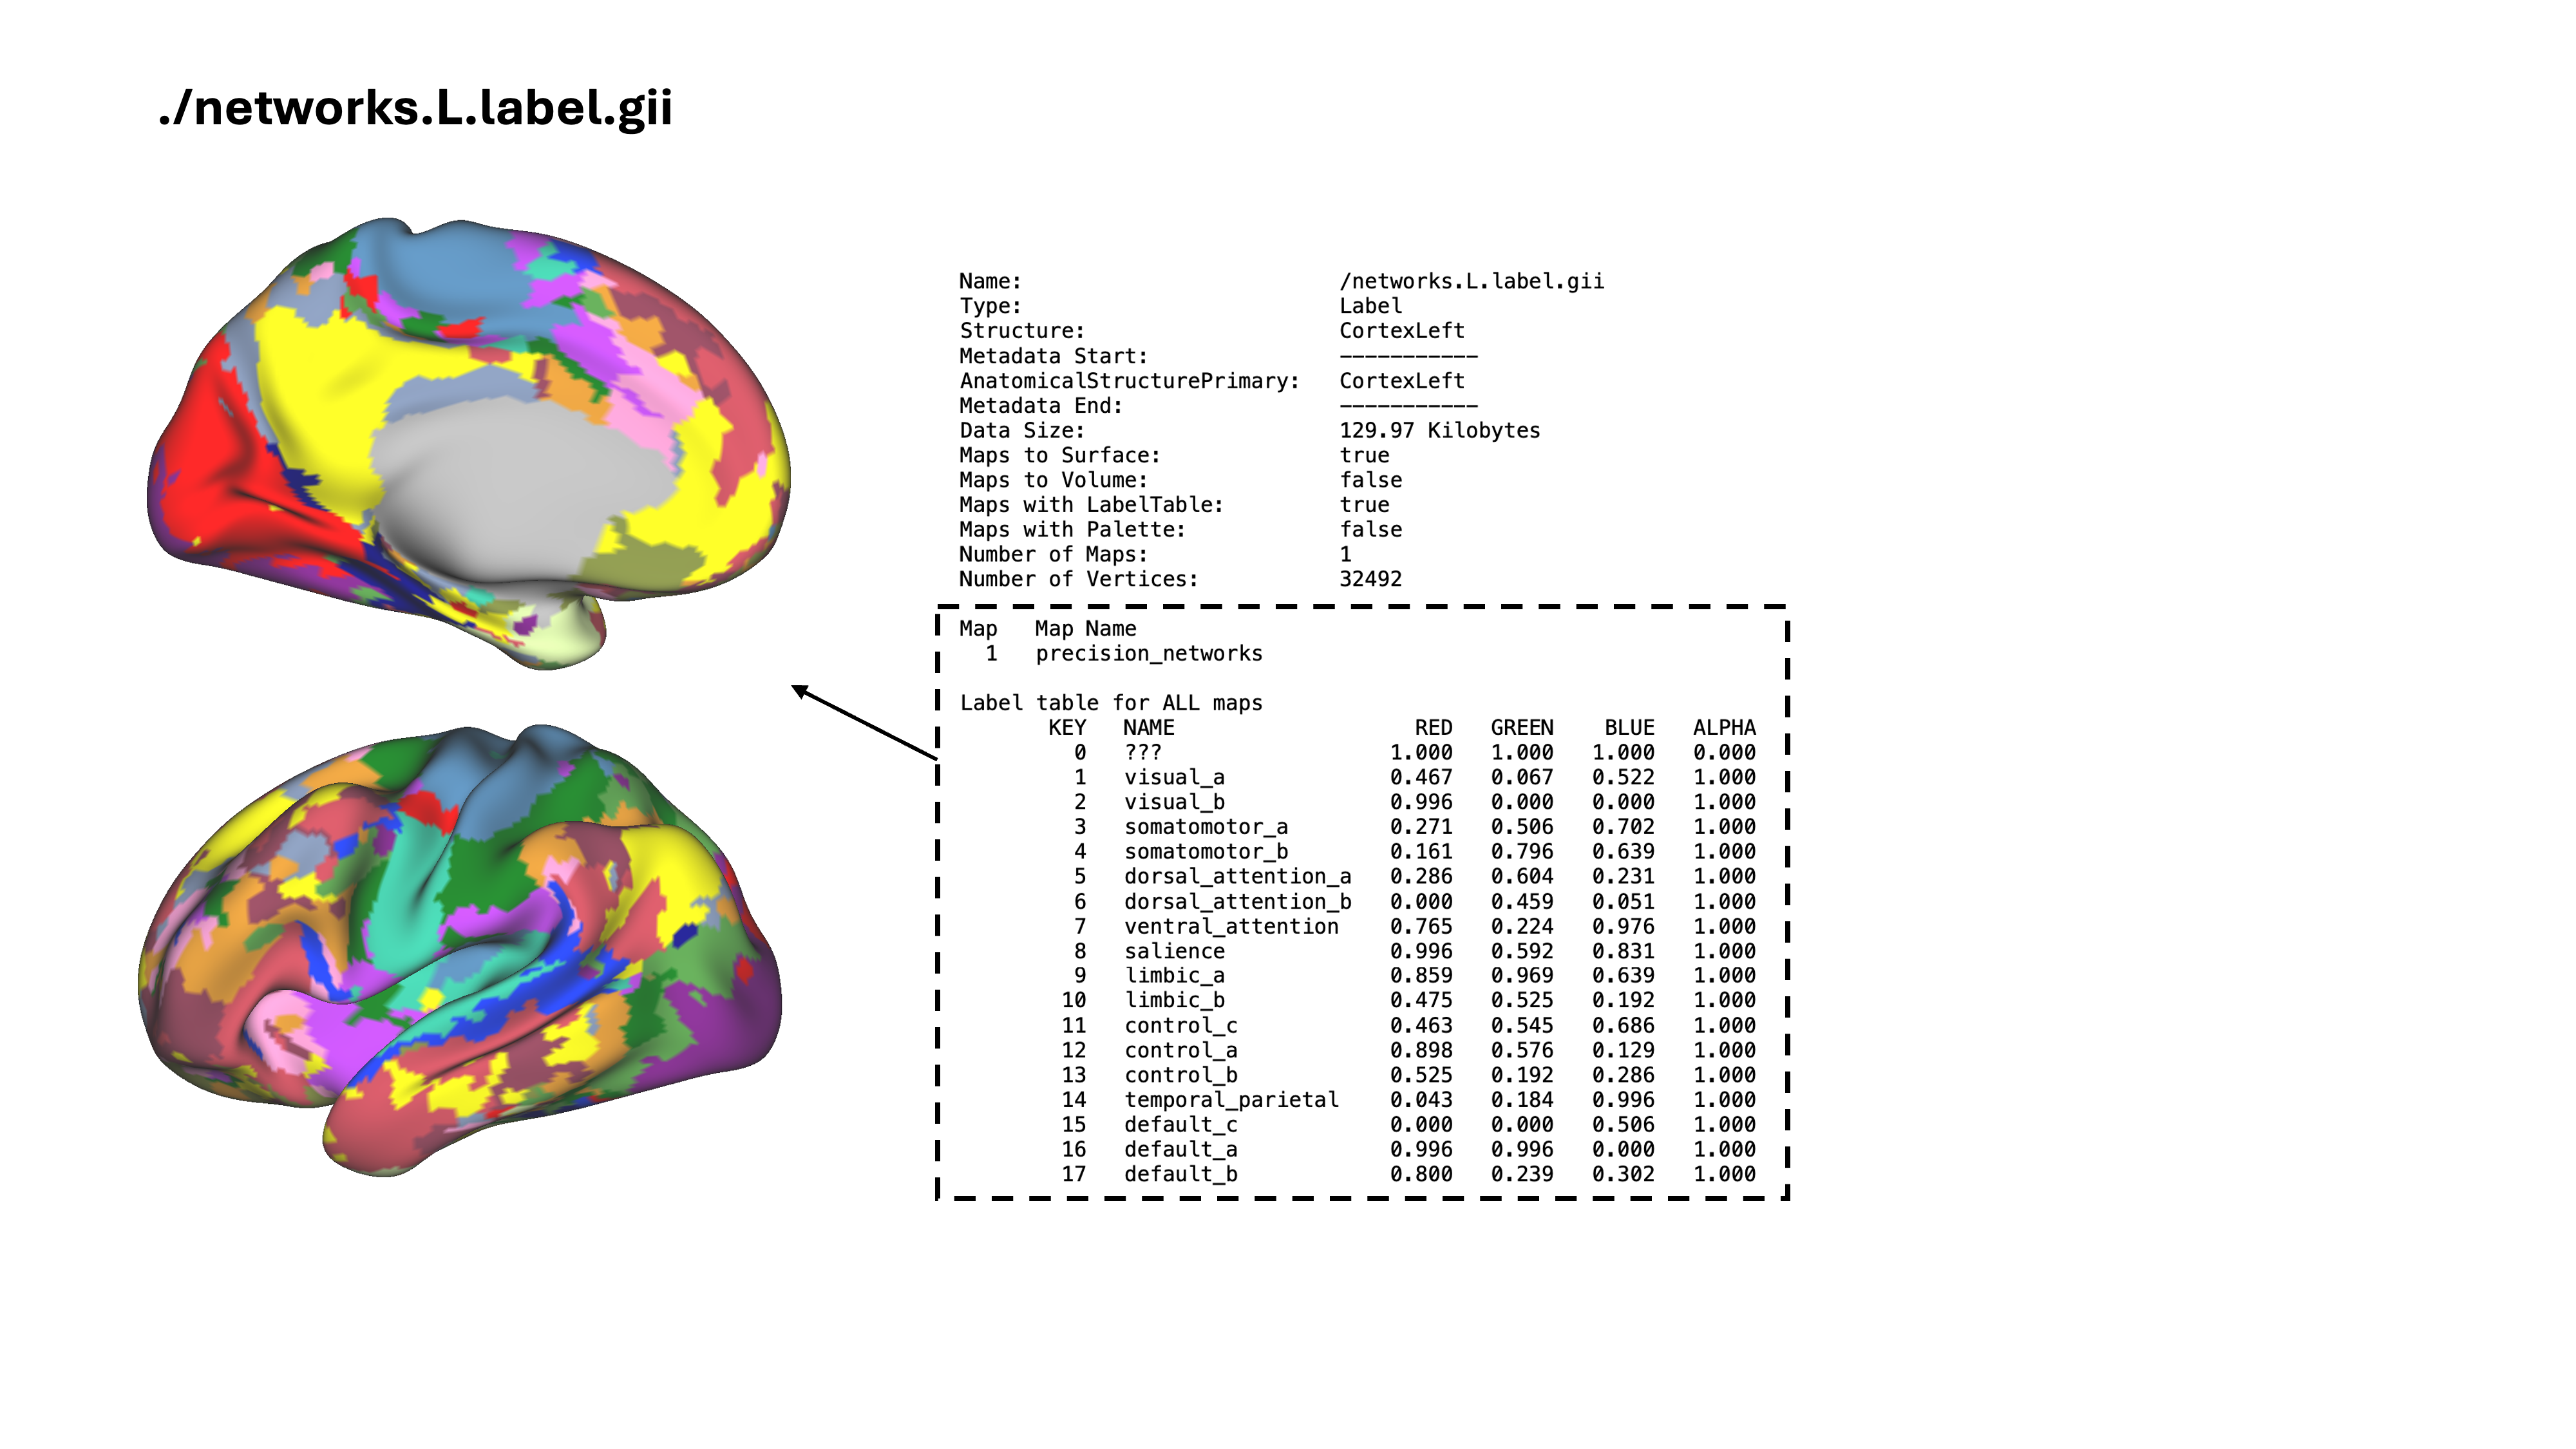 ./networks.L.label.gii
Name: /networks.L.label.gii
Type: Label
Structure: CortexLeft
Metadata Start: −−−−−−−−−−−
AnatomicalStructurePrimary: CortexLeft
Metadata End: −−−−−−−−−−−
Data Size: 129.97 Kilobytes
Maps to Surface: true
Maps to Volume: false
Maps with LabelTable: true
Maps with Palette: false
Number of Maps: 1
Number of Vertices: 32492
Map Map Name
1 precision_networks
Label table for ALL maps
KEY NAME RED GREEN BLUE ALPHA
0 ??? 1.000 1.000 1.000 0.000
1 visual_a 0.467 0.067 0.522 1.000
2 visual_b 0.996 0.000 0.000 1.000
3 somatomotor_a 0.271 0.506 0.702 1.000
4 somatomotor_b 0.161 0.796 0.639 1.000
5 dorsal_attention_a 0.286 0.604 0.231 1.000
6 dorsal_attention_b 0.000 0.459 0.051 1.000
7 ventral_attention 0.765 0.224 0.976 1.000
8 salience 0.996 0.592 0.831 1.000
9 limbic_a 0.859 0.969 0.639 1.000
10 limbic_b 0.475 0.525 0.192 1.000
11 control_c 0.463 0.545 0.686 1.000
12 control_a 0.898 0.576 0.129 1.000
13 control_b 0.525 0.192 0.286 1.000
14 temporal_parietal 0.043 0.184 0.996 1.000
15 default_c 0.000 0.000 0.506 1.000
16 default_a 0.996 0.996 0.000 1.000
17 default_b 0.800 0.239 0.302 1.000